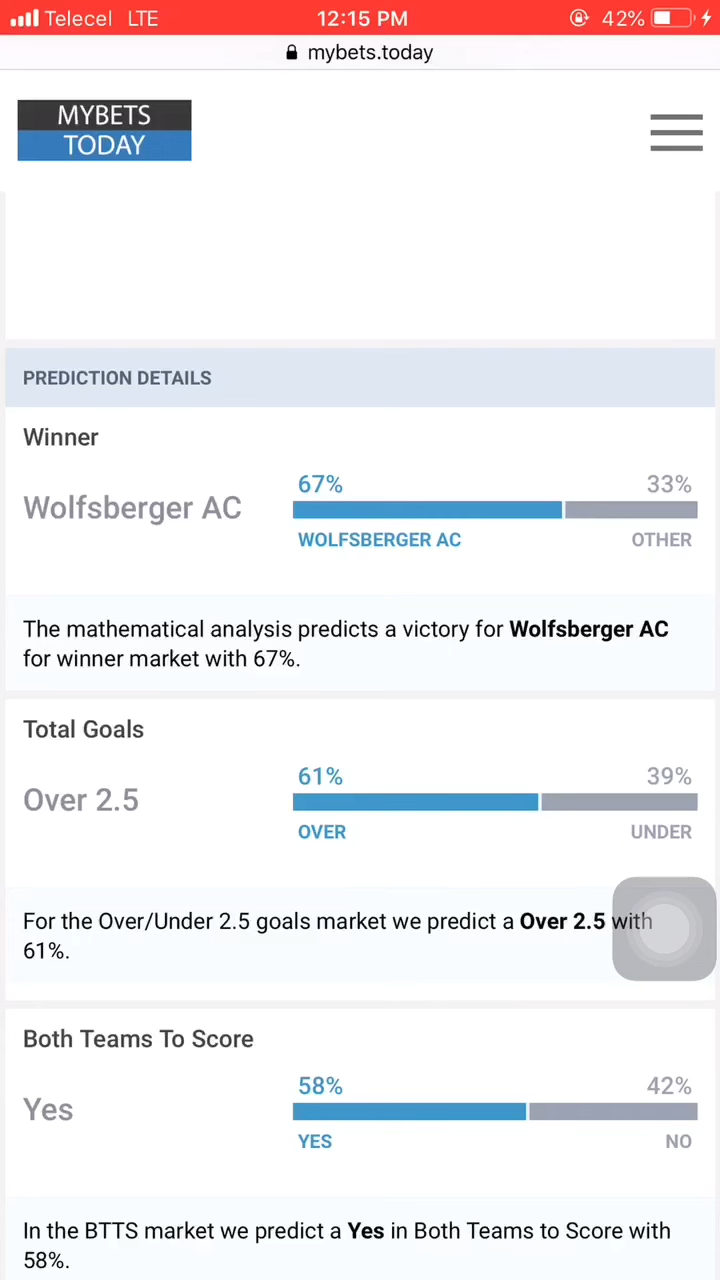 Telecel LTE 12:15 PM 42%
mybets.today
MYBETS
TODAY
PREDICTION DETAILS
Winner
67% 33%
Wolfsberger AC
WOLFSBERGER AC OTHER
The mathematical analysis predicts a victory for Wolfsberger AC
for winner market with 67%.
Total Goals
61% 39%
Over 2.5
OVER UNDER
For the Over/Under 2.5 goals market we predict a Over 2.5 with
61%.
Both Teams To Score
58% 42%
Yes
YES NO
In the BTTS market we predict a Yes in Both Teams to Score with
58%.